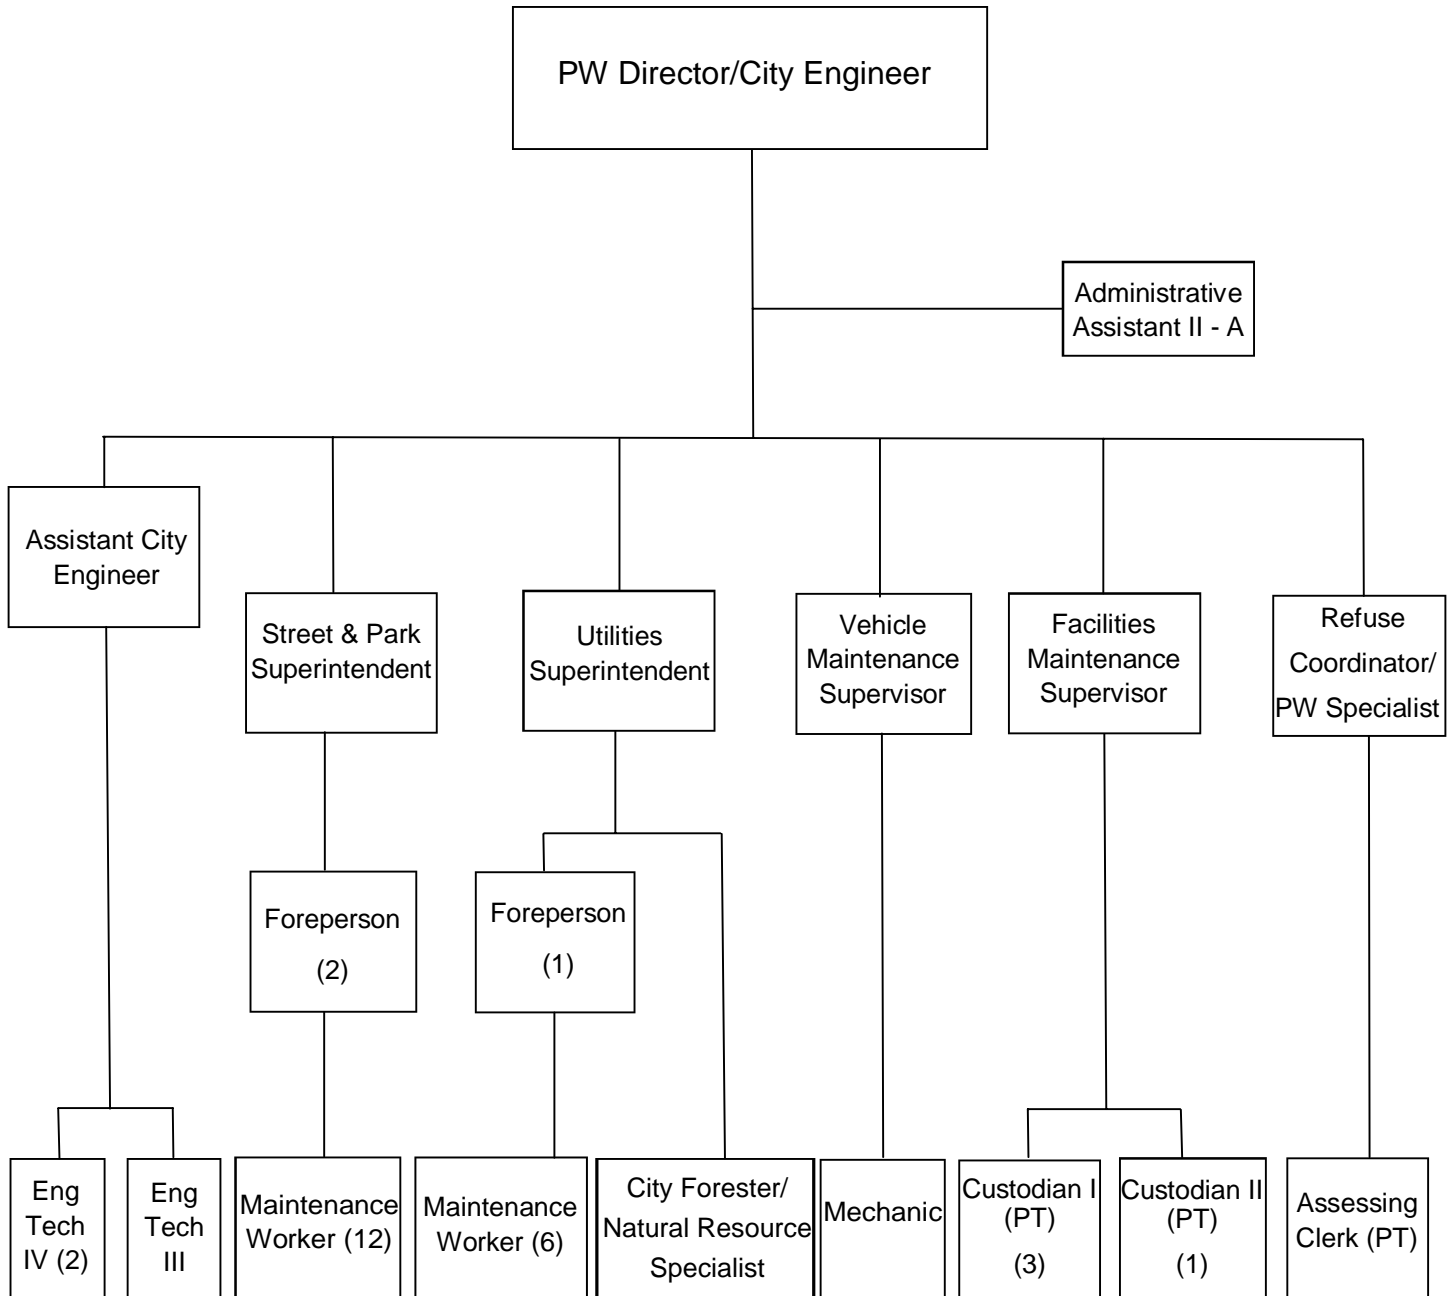 PW Director/City Engineer
Administrative
Assistant II - A
Assistant City
Engineer
Street & Park
Superintendent
Utilities
Superintendent
Vehicle
Maintenance
Supervisor
Facilities
Maintenance
Supervisor
Refuse
Coordinator/
PW Specialist
Foreperson
(2)
Foreperson
(1)
Eng
Tech
IV (2)
Eng
Tech
III
Maintenance
Worker (12)
Maintenance
Worker (6)
City Forester/
Natural Resource
Specialist
Mechanic
Custodian I
(PT)
(3)
Custodian II
(PT)
(1)
Assessing
Clerk (PT)